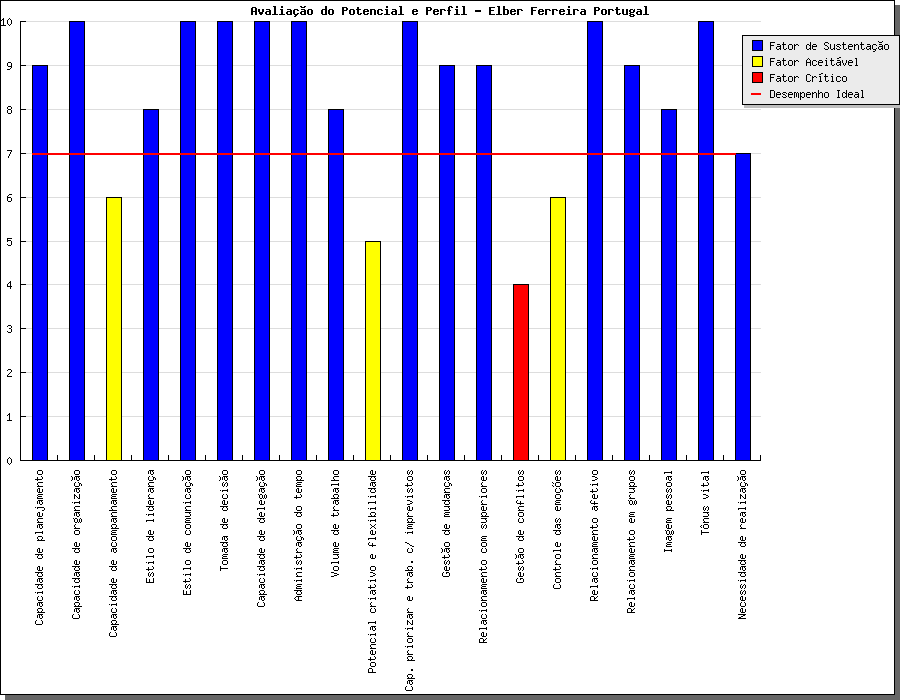 Avaliação do Potencial e Perfil - Elber Ferreira Portugal
Fator de Sustentação
Fator Aceitável
Fator Crítico
Desempenho Ideal
10
9
8
7
6
5
4
3
2
1
0
Capacidade de planejamento
Capacidade de organização
Capacidade de acompanhamento
Estilo de liderança
Estilo de comunicação
Tomada de decisão
Capacidade de delegação
Administração do tempo
Volume de trabalho
Potencial criativo e flexibilidade
Cap. priorizar e trab. c/ imprevistos
Gestão de mudanças
Relacionamento com superiores
Gestão de conflitos
Controle das emoções
Relacionamento afetivo
Relacionamento em grupos
Imagem pessoal
Tônus vital
Necessidade de realização